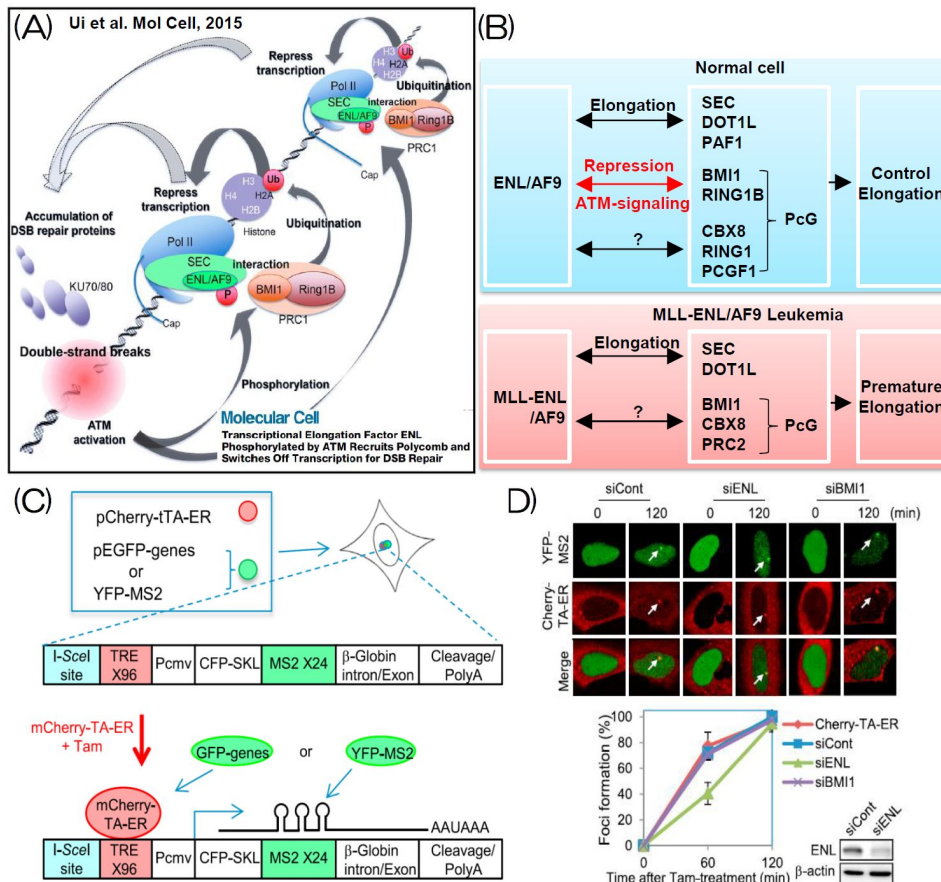 (A)
Ui et al. Mol Cell, 2015
Repress
transcription
H3
H4
H2A
H2B
Ub
Ubiquitination
Pol II
SEC
interaction
ENL/AF9
P
BMI1
Ring1B
PRC1
Cap
Repress
transcription
H3
H4
H2A
H2B
Ub
Histone
Ubiquitination
Accumulation of
DSB repair proteins
KU70/80
Pol II
SEC
interaction
ENL/AF9
P
BMI1
Ring1B
PRC1
Cap
Double-strand breaks
Phosphorylation
ATM
activation
Molecular Cell
Transcriptional Elongation Factor ENL
Phosphorylated by ATM Recruits Polycomb and
Switches Off Transcription for DSB Repair
(B)
Normal cell
ENL/AF9
Elongation
Repression
ATM-signaling
?
SEC
DOT1L
PAF1
BMI1
RING1B
CBX8
RING1
PCGF1
PcG
Control
Elongation
MLL-ENL/AF9 Leukemia
MLL-ENL
/AF9
Elongation
?
SEC
DOT1L
BMI1
CBX8
PRC2
PcG
Premature
Elongation
(C)
pCherry-tTA-ER
pEGFP-genes
or
YFP-MS2
I-SceI
site
TRE
X96
Pcmv
CFP-SKL
MS2 X24
β-Globin
intron/Exon
Cleavage/
PolyA
mCherry-TA-ER
+ Tam
GFP-genes
or
YFP-MS2
mCherry-
TA-ER
AAUAAA
I-SceI
site
TRE
X96
Pcmv
CFP-SKL
MS2 X24
β-Globin
intron/Exon
Cleavage/
PolyA
D)
siCont
siENL
siBMI1
0
120
0
120
0
120
(min)
YFP-
MS2
Cherry-
TA-ER
Merge
Foci formation (%)
100
80
60
40
20
0
0
60
120
Time after Tam-treatment (min)
Cherry-TA-ER
siCont
siENL
siBMI1
siCont
siENL
ENL
β-actin